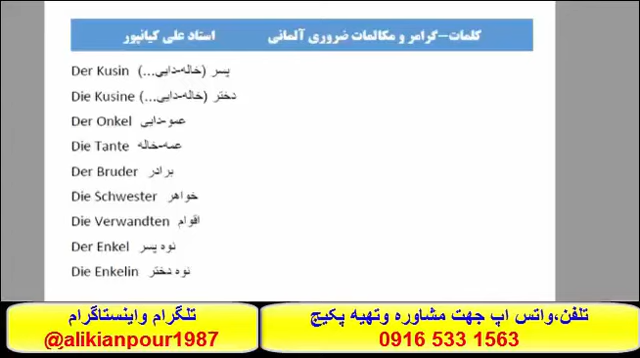 کلمات-گرامر و مکالمات ضروری آلمانی استاد علی کیانپور
Der Kusin پسر (خاله-دایی...)
Die Kusine دختر (خاله-دایی...)
Der Onkel عمو-دایی
Die Tante عمه-خاله
Der Bruder برادر
Die Schwester خواهر
Die Verwandten اقوام
Der Enkel نوه پسر
Die Enkelin نوه دختر
تلگرام واینستاگرام
@alikianpour1987
تلفن،واتس اپ جهت مشاوره وتهیه پکیج
0916 533 1563